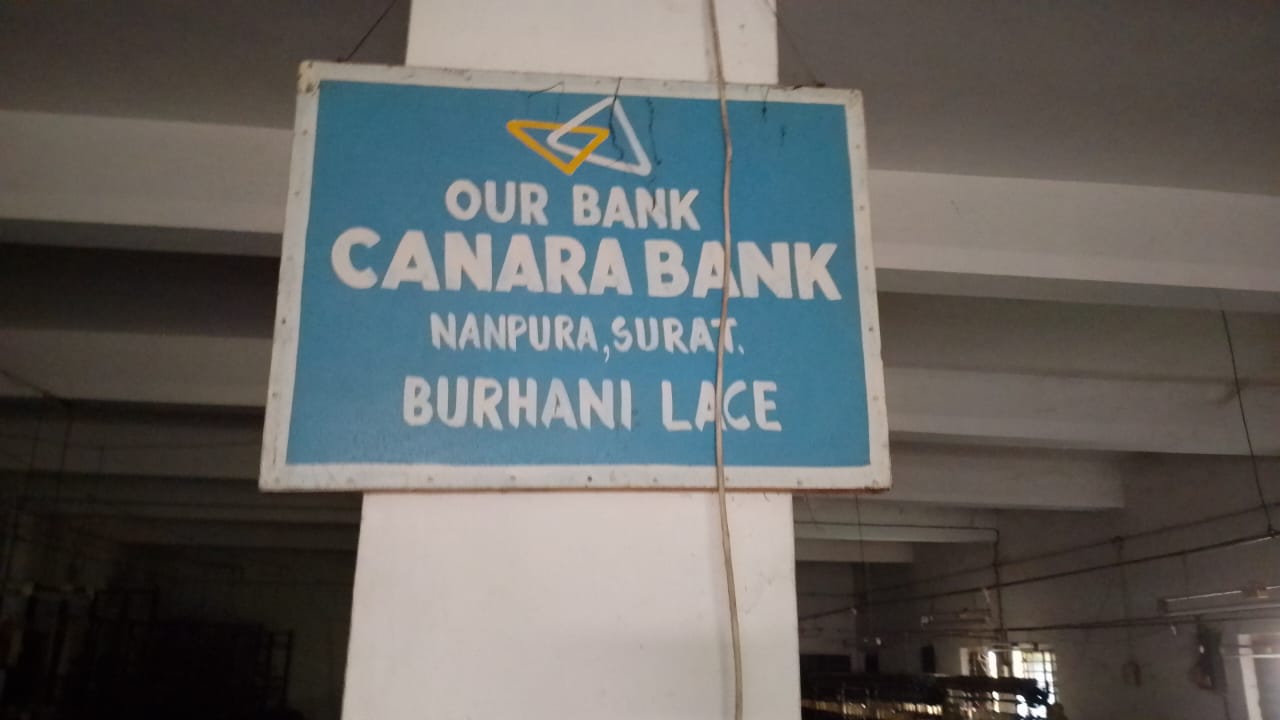 OUR BANK
CANARA BANK
NANPURA, SURAT.
BURHANI LACE